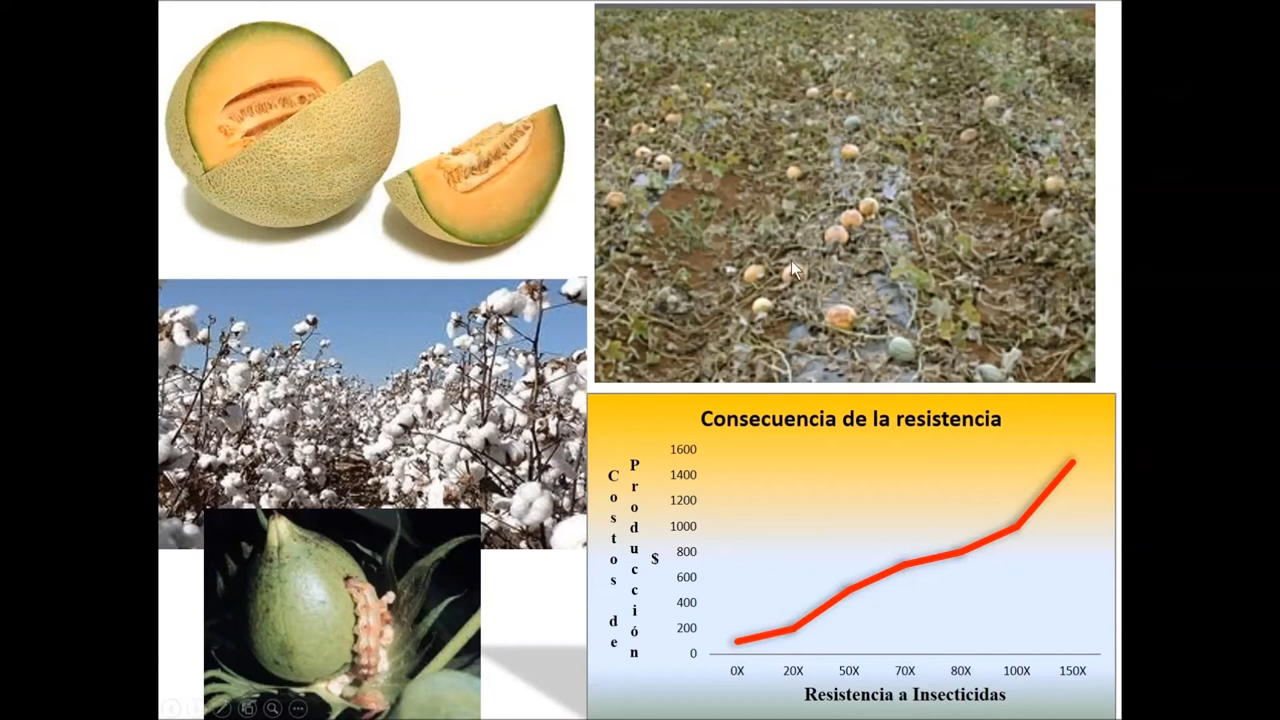 Consecuencia de la resistencia
Costos de
Producción
$
1600
1400
1200
1000
800
600
400
200
0
0X 20X 50X 70X 80X 100X 150X
Resistencia a Insecticidas